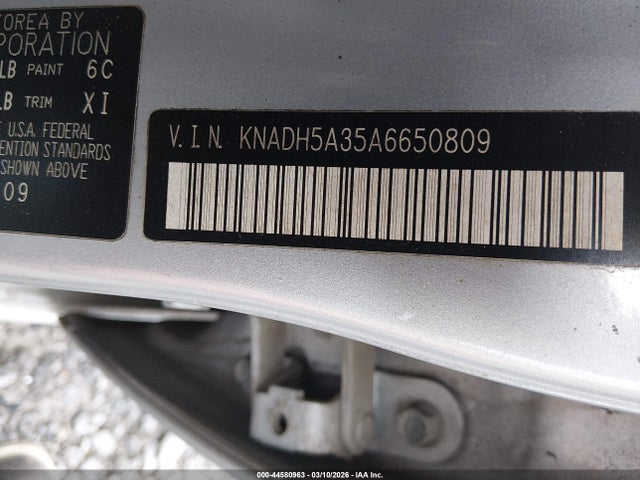 KOREA BY
PORATION
LB PAINT 6C
LB TRIM XI
U.S.A. FEDERAL
ENTION STANDARDS
SHOWN ABOVE
09
V.I.N. KNADH5A35A6650809
000-44580963 - 03/10/2026 - IAA Inc.